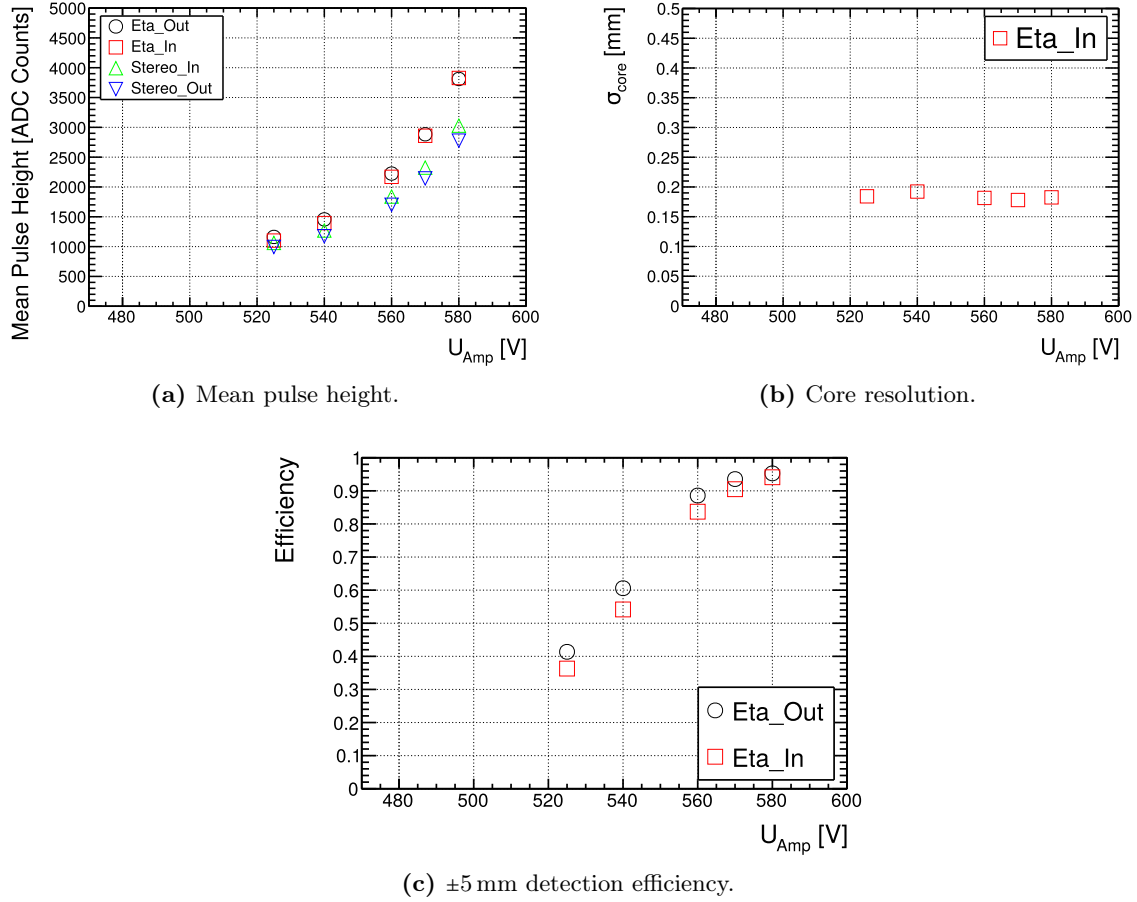 Mean Pulse Height [ADC Counts]
5000
4500
4000
3500
3000
2500
2000
1500
1000
500
0
Eta_Out
Eta_In
Stereo_In
Stereo_Out
480 500 520 540 560 580 600
U_Amp [V]
(a) Mean pulse height.
σ_core [mm]
0.5
0.45
0.4
0.35
0.3
0.25
0.2
0.15
0.1
0.05
0
Eta_In
480 500 520 540 560 580 600
U_Amp [V]
(b) Core resolution.
Efficiency
1
0.9
0.8
0.7
0.6
0.5
0.4
0.3
0.2
0.1
0
Eta_Out
Eta_In
480 500 520 540 560 580 600
U_Amp [V]
(c) ±5 mm detection efficiency.